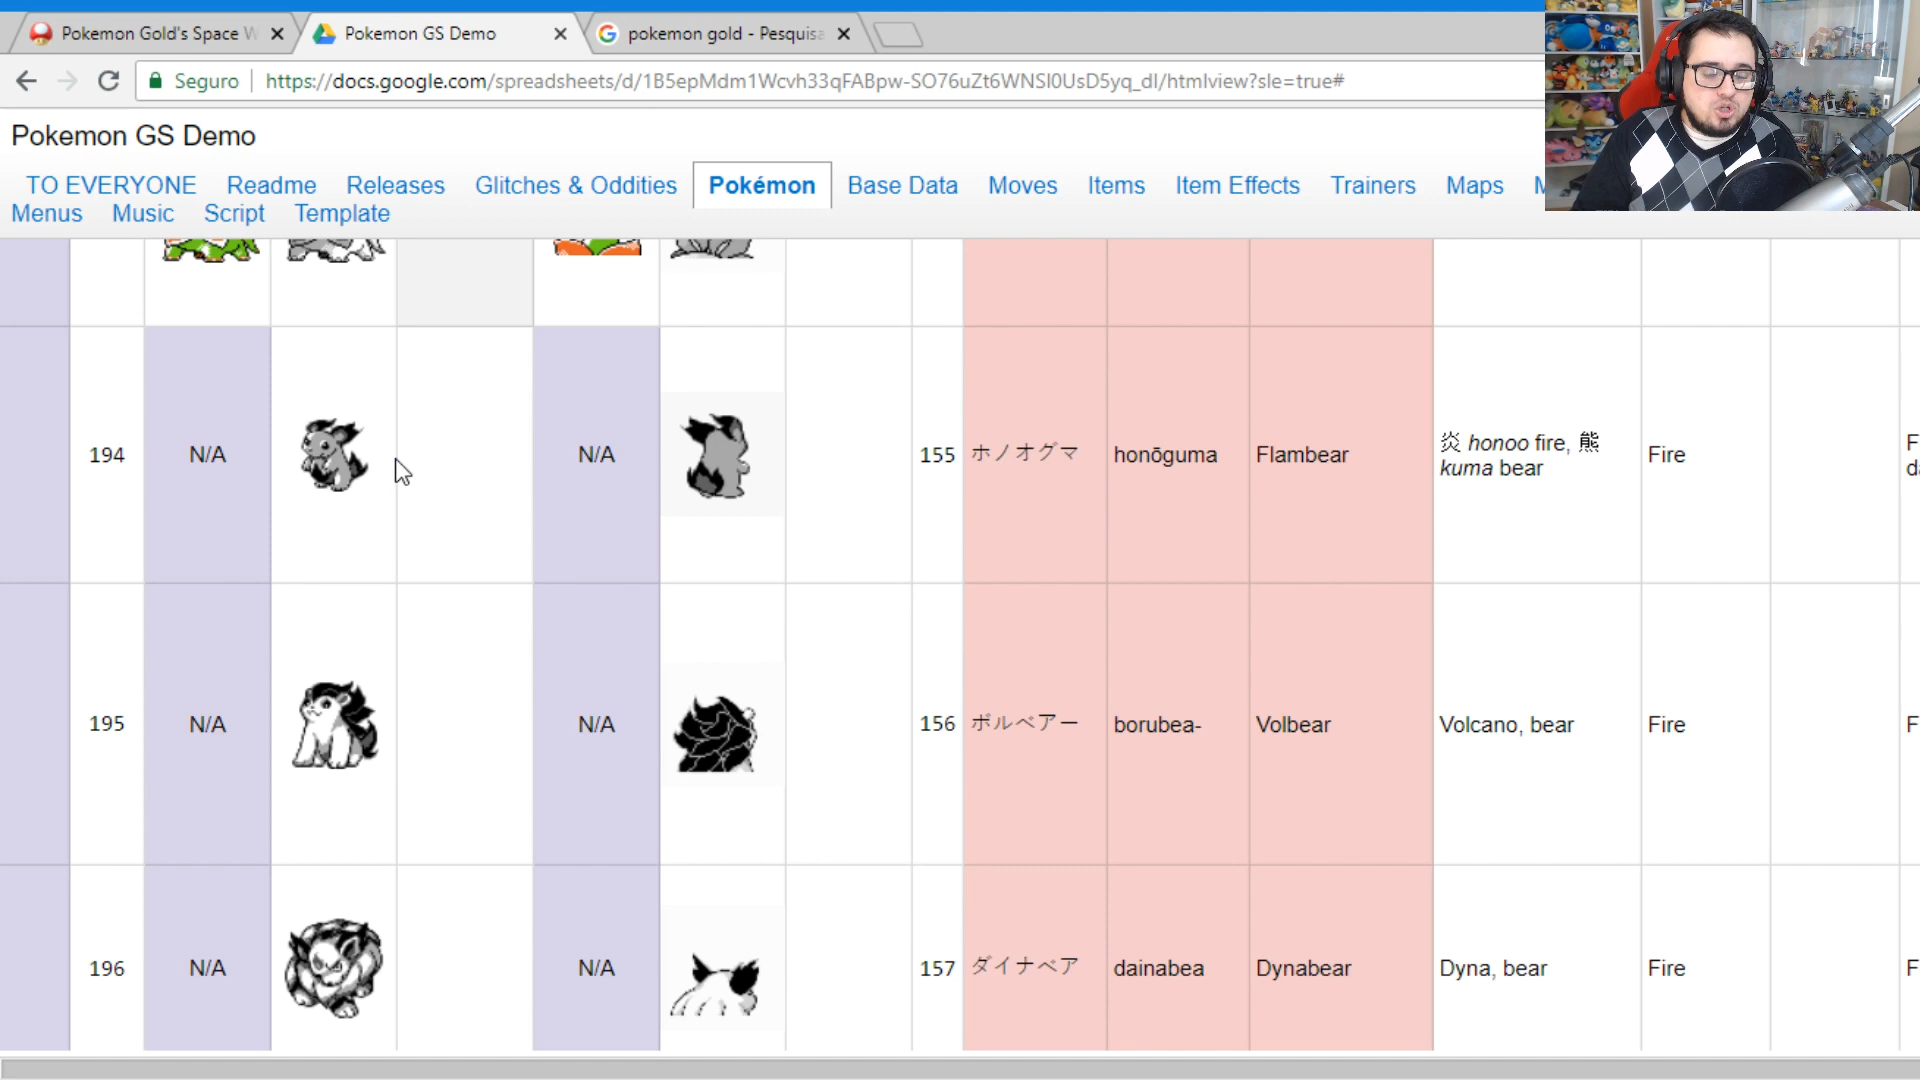 Pokemon Gold's Space W
Pokemon GS Demo
pokemon gold - Pesquisa
Seguro
https://docs.google.com/spreadsheets/d/1B5epMdm1Wcvh33qFABpw-SO76uZt6WNSl0UsD5yq_dI/htmlview?sle=true#
Pokemon GS Demo
TO EVERYONE Readme Releases Glitches & Oddities Pokémon Base Data Moves Items Item Effects Trainers Maps M
Menus Music Script Template
194 N/A N/A 155 ホノオグマ honōguma Flambear 炎 honoo fire, 熊 Fire F
kuma bear
195 N/A N/A 156 ボルベアー borubea- Volbear Volcano, bear Fire F
196 N/A N/A 157 ダイナベア dainabea Dynabear Dyna, bear Fire F